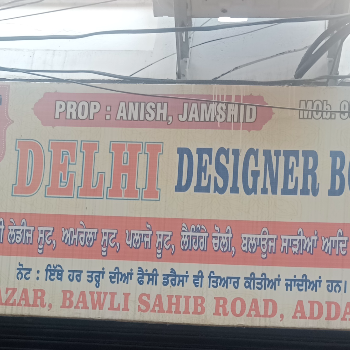 PROP : ANISH, JAMSHID MOb. 9
DELHI DESIGNER
ਲੇਡੀਜ ਸੂਟ, ਅਮਰੇਲਾ ਸੂਟ, ਪਲਾਜੋ ਸੂਟ, ਲੈਹਿੰਗੇ ਚੋਲੀ, ਬਲਾਊਜ ਸਾੜੀਆਂ ਆਦਿ
ਨੋਟ : ਇੱਥੇ ਹਰ ਤਰ੍ਹਾਂ ਦੀਆਂ ਫੈਂਸੀ ਡਰੈਸਾਂ ਵੀ ਤਿਆਰ ਕੀਤੀਆਂ ਜਾਂਦੀਆਂ ਹਨ।
AZAR, BAWLI SAHIB ROAD, ADDA